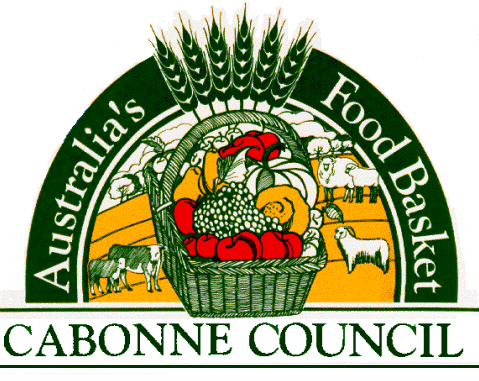 Australia's Food Basket
CABONNE COUNCIL